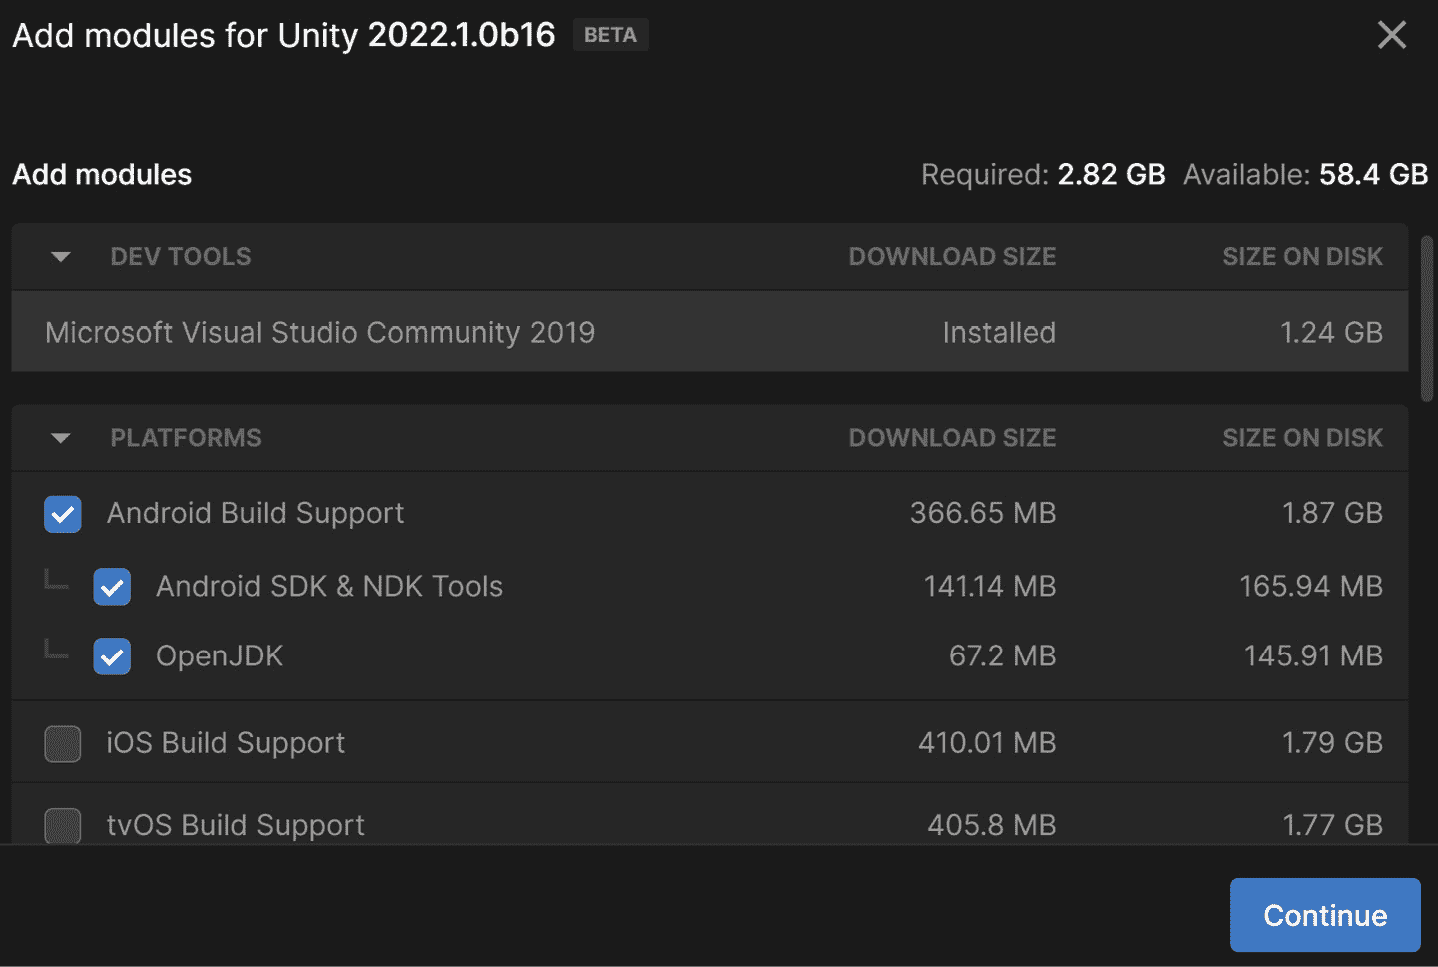 Add modules for Unity 2022.1.0b16 BETA
Add modules Required: 2.82 GB Available: 58.4 GB
DEV TOOLS DOWNLOAD SIZE SIZE ON DISK
Microsoft Visual Studio Community 2019 Installed 1.24 GB
PLATFORMS DOWNLOAD SIZE SIZE ON DISK
Android Build Support 366.65 MB 1.87 GB
Android SDK & NDK Tools 141.14 MB 165.94 MB
OpenJDK 67.2 MB 145.91 MB
iOS Build Support 410.01 MB 1.79 GB
tvOS Build Support 405.8 MB 1.77 GB
Continue